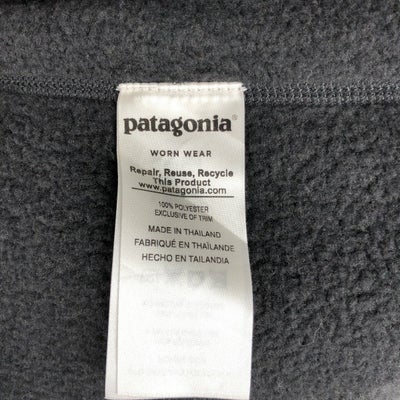 patagonia®
WORN WEAR
Repair, Reuse, Recycle
This Product
www.patagonia.com
100% POLYESTER
EXCLUSIVE OF TRIM
MADE IN THAILAND
FABRIQUÉ EN THAÏLANDE
HECHO EN TAILANDIA